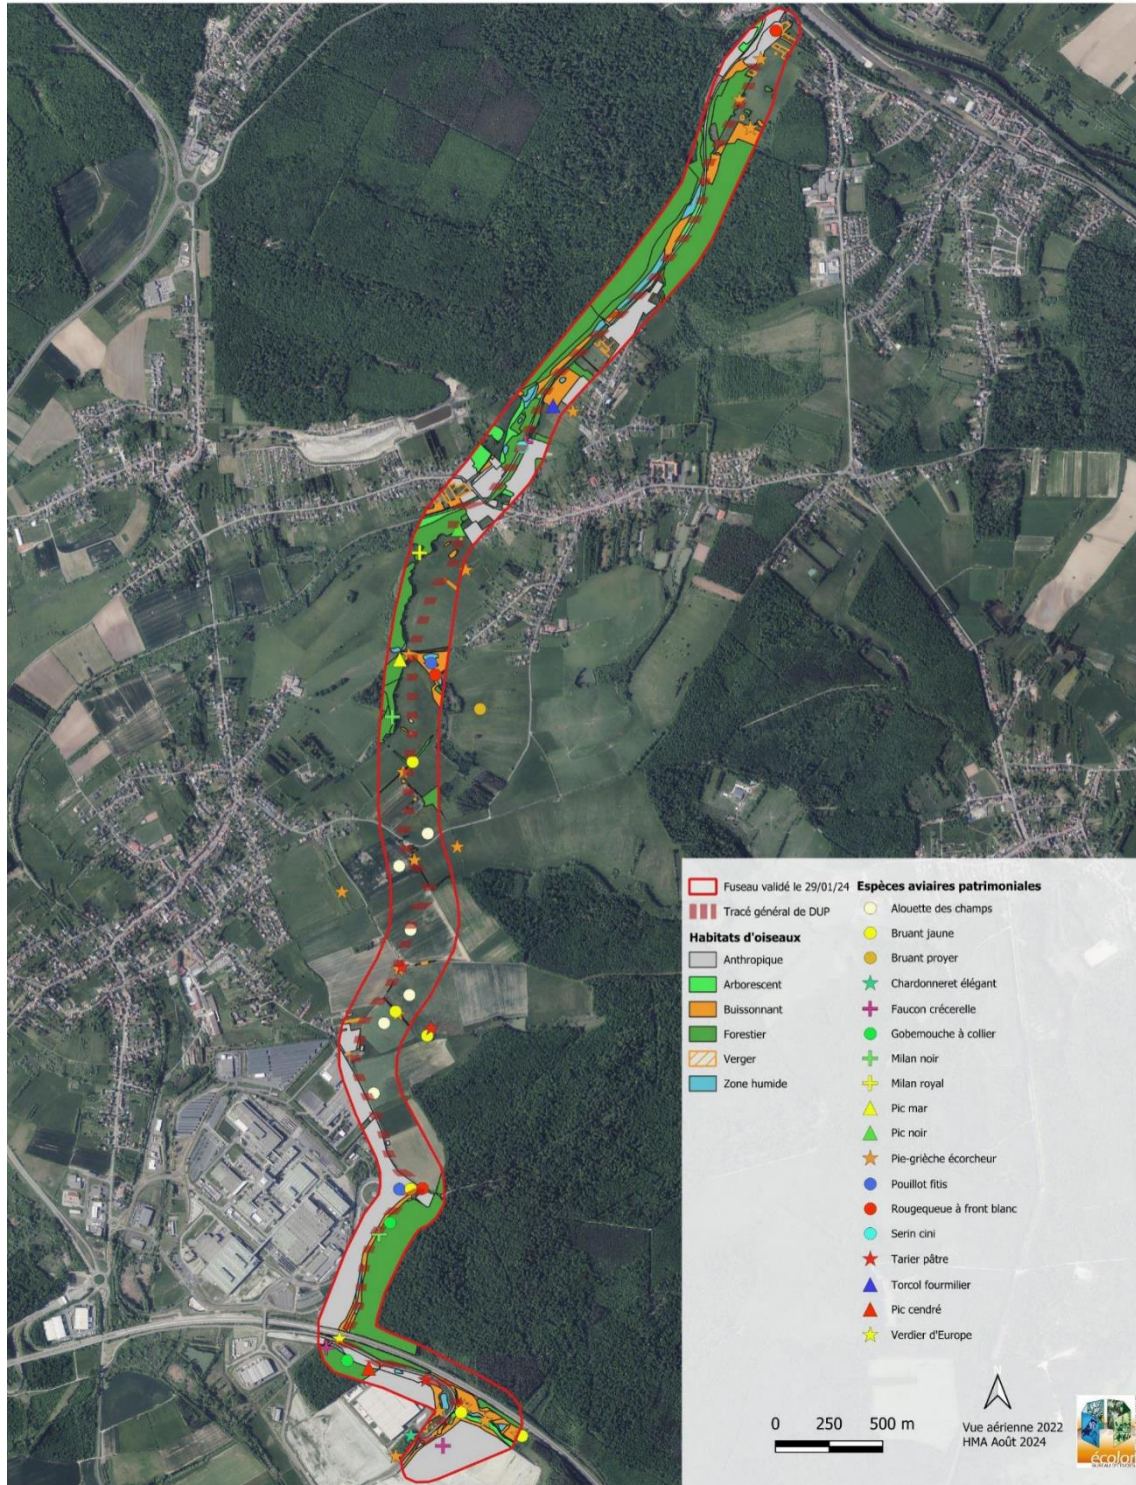 Fuseau validé le 29/01/24
Tracé général de DUP
Habitats d'oiseaux
Anthropique
Arborescent
Buissonnant
Forestier
Verger
Zone humide
Espèces aviaires patrimoniales
Alouette des champs
Bruant jaune
Bruant proyer
Chardonneret élégant
Faucon crécerelle
Gobemouche à collier
Milan noir
Milan royal
Pic mar
Pic noir
Pie-grièche écorcheur
Pouillot fitis
Rougequeue à front blanc
Serin cini
Tarier pâtre
Torcol fourmilier
Pic cendré
Verdier d'Europe
0 250 500 m
N
Vue aérienne 2022
HMA Août 2024
écolor